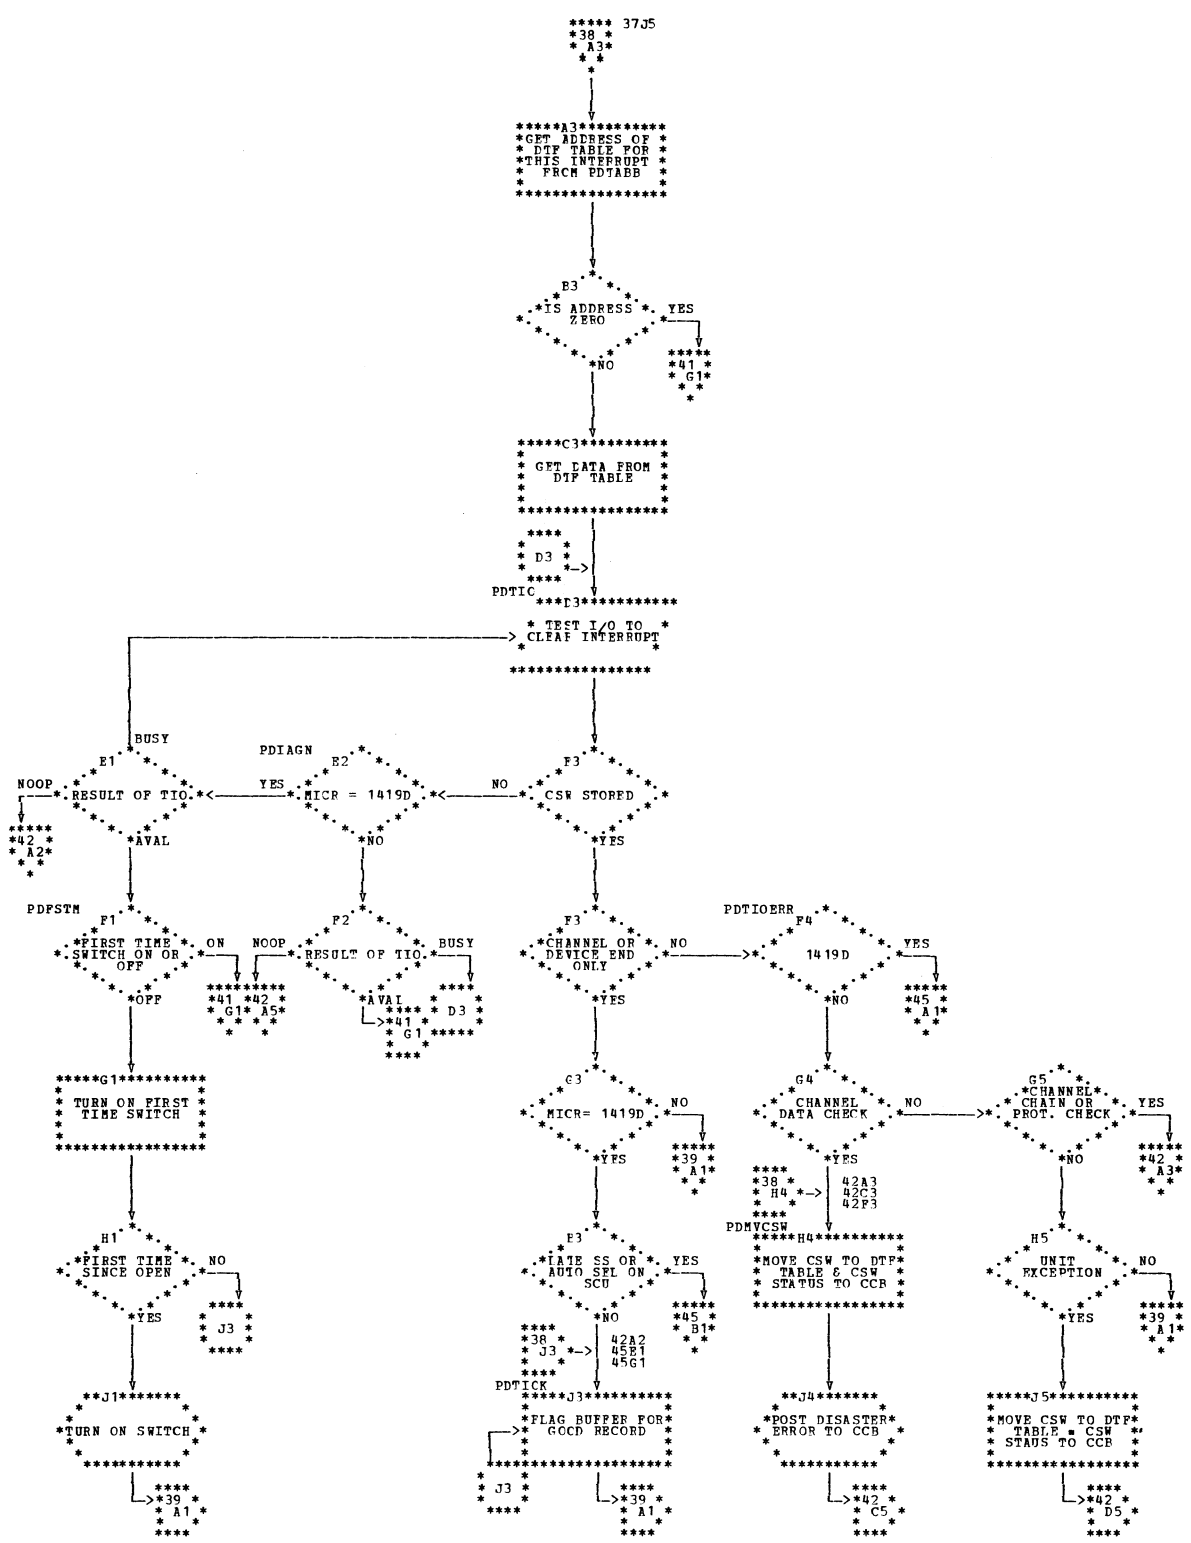 37J5
38
A3
A3
GET ADDRESS OF
DTF TABLE FOR
THIS INTERRUPT
FRCM PDTABB
B3
IS ADDRESS
ZERO
YES
41
G1
NO
C3
GET DATA FROM
DTF TABLE
D3
PDTIC
D3
TEST I/O TO
CLEAR INTERRUPT
BUSY
E1
RESULT OF TIO
NOOP
42
A2
AVAL
PDIAGN
E2
MICR = 1419D
YES
NO
E3
CSW STORED
NO
YES
PDFSTM
F1
FIRST TIME
SWITCH ON OR
OFF
ON
41
G1
OFF
F2
RESULT OF TIO
NOOP
42
A5
BUSY
D3
AVAL
41
G1
F3
CHANNEL OR
DEVICE END
ONLY
NO
YES
PDTIOERR
F4
1419D
YES
45
A1
NO
G1
TURN ON FIRST
TIME SWITCH
G3
MICR= 1419D
NO
39
A1
YES
G4
CHANNEL
DATA CHECK
NO
YES
G5
CHANNEL
CHAIN OR
PROT. CHECK
YES
42
A3
NO
38
H4
42A3
42C3
42F3
H1
FIRST TIME
SINCE OPEN
NO
J3
YES
H3
LATE SS OR
AUTO SEL ON
SCU
YES
45
B1
NO
PDMVCSW
H4
MOVE CSW TO DTF
TABLE & CSW
STATUS TO CCB
H5
UNIT
EXCEPTION
NO
39
A1
YES
38
J3
42A2
45E1
45G1
J1
TURN ON SWITCH
39
A1
PDTICK
J3
FLAG BUFFER FOR
GOCD RECORD
J3
39
A1
J4
POST DISASTER
ERROR TO CCB
42
C5
J5
MOVE CSW TO DTF
TABLE = CSW
STAUS TO CCB
42
D5